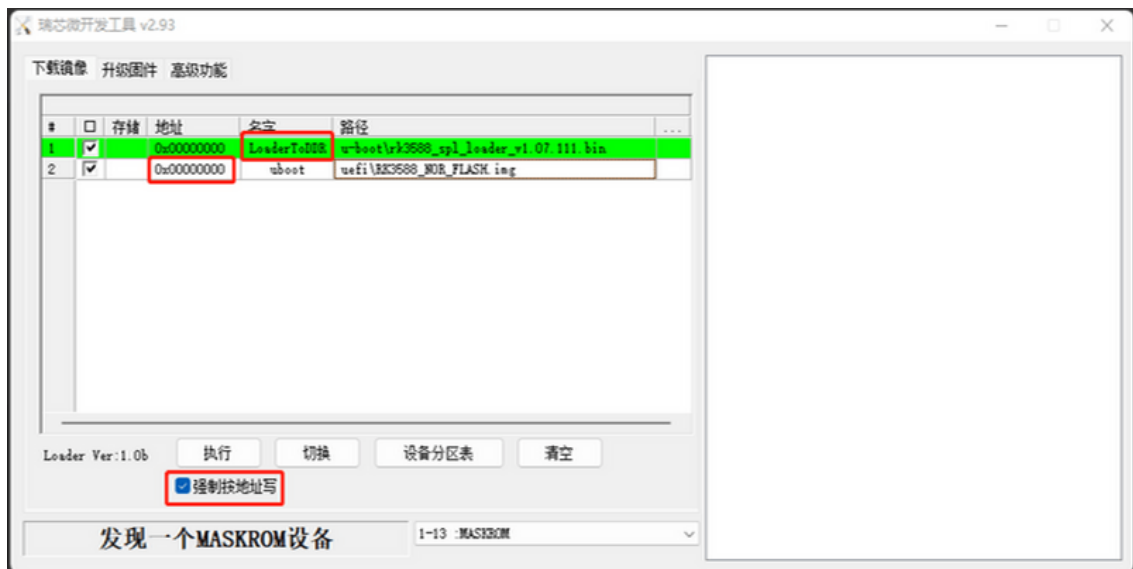 瑞芯微开发工具 v2.93
下载镜像 升级固件 高级功能
# 存储 地址 名字 路径 ...
1 0x00000000 LoaderToDDR u-boot\rk3588_spl_loader_v1.07.111.bin
2 0x00000000 uboot uefi\RK3588_NOR_FLASH.img
Loader Ver:1.0b 执行 切换 设备分区表 清空
强制按地址写
发现一个MASKROM设备 1-13 :MASKROM